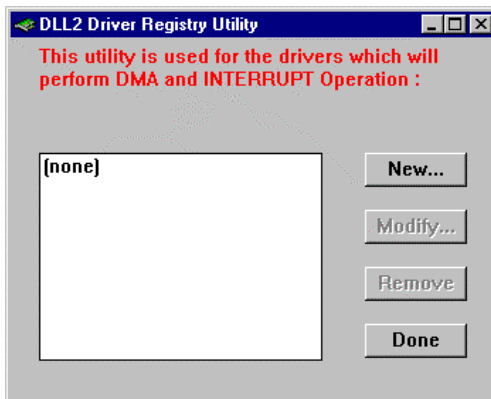 DLL2 Driver Registry Utility
This utility is used for the drivers which will
perform DMA and INTERRUPT Operation :
(none)
New...
Modify...
Remove
Done